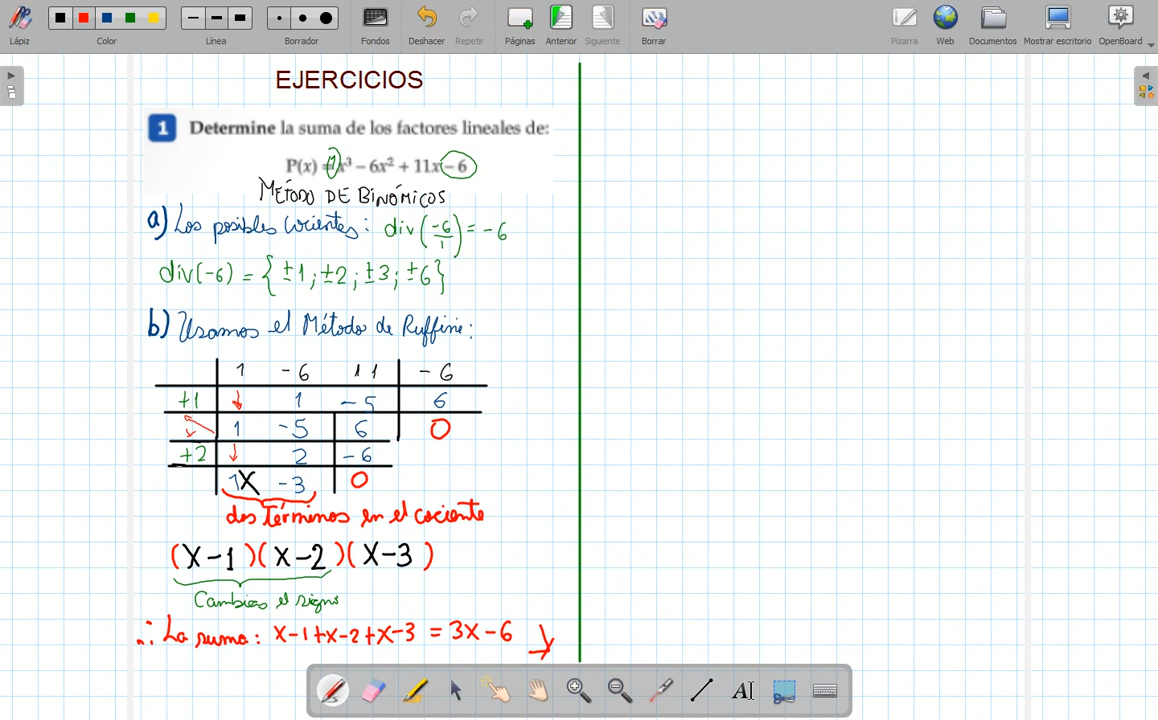 Lápiz Color Línea Borrador Fondos Deshacer Repetir Páginas Anterior Siguiente Borrar Pizarra Web Documentos Mostrar escritorio OpenBoard
EJERCICIOS
1 Determine la suma de los factores lineales de:
P(x) = 1x³ – 6x² + 11x – 6
MÉTODO DE BINÓMICOS
a) Los posibles Cocientes: div(-6/1) = -6
div(-6) = {±1; ±2; ±3; ±6}
b) Usamos el Método de Ruffini:
1 -6 11 -6
+1 ↓ 1 -5 6
1 -5 6 0
+2 ↓ 2 -6
1x -3 0
dos términos en el cociente
(x-1)(x-2)(x-3)
Cambias el signo
∴ La suma: x-1+x-2+x-3 = 3x-6